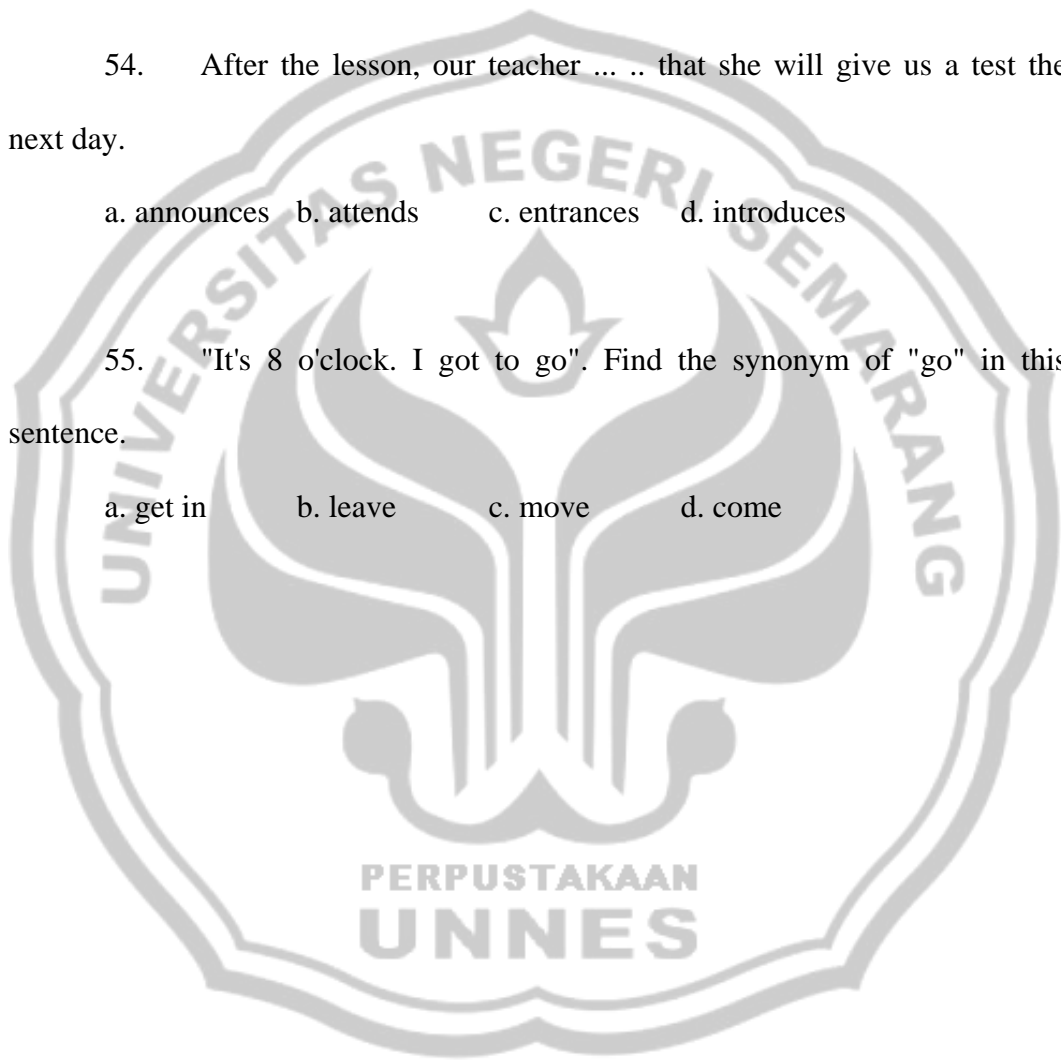 54. After the lesson, our teacher ... .. that she will give us a test the
next day.
a. announces b. attends c. entrances d. introduces
55. "It's 8 o'clock. I got to go". Find the synonym of "go" in this
sentence.
a. get in b. leave c. move d. come
UNIVERSITAS NEGERI SEMARANG
PERPUSTAKAAN
UNNES